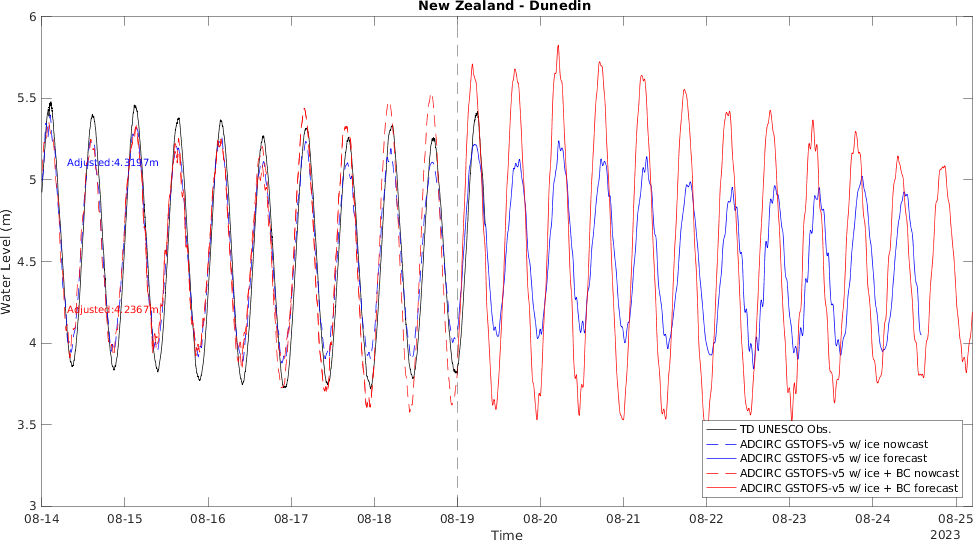 New Zealand - Dunedin
6
5.5
5
4.5
4
3.5
3
Water Level (m)
Adjusted:4.3197m
Adjusted:4.2367m
TD UNESCO Obs.
ADCIRC GSTOFS-v5 w/ ice nowcast
ADCIRC GSTOFS-v5 w/ ice forecast
ADCIRC GSTOFS-v5 w/ ice + BC nowcast
ADCIRC GSTOFS-v5 w/ ice + BC forecast
08-14 08-15 08-16 08-17 08-18 08-19 08-20 08-21 08-22 08-23 08-24 08-25
Time
2023